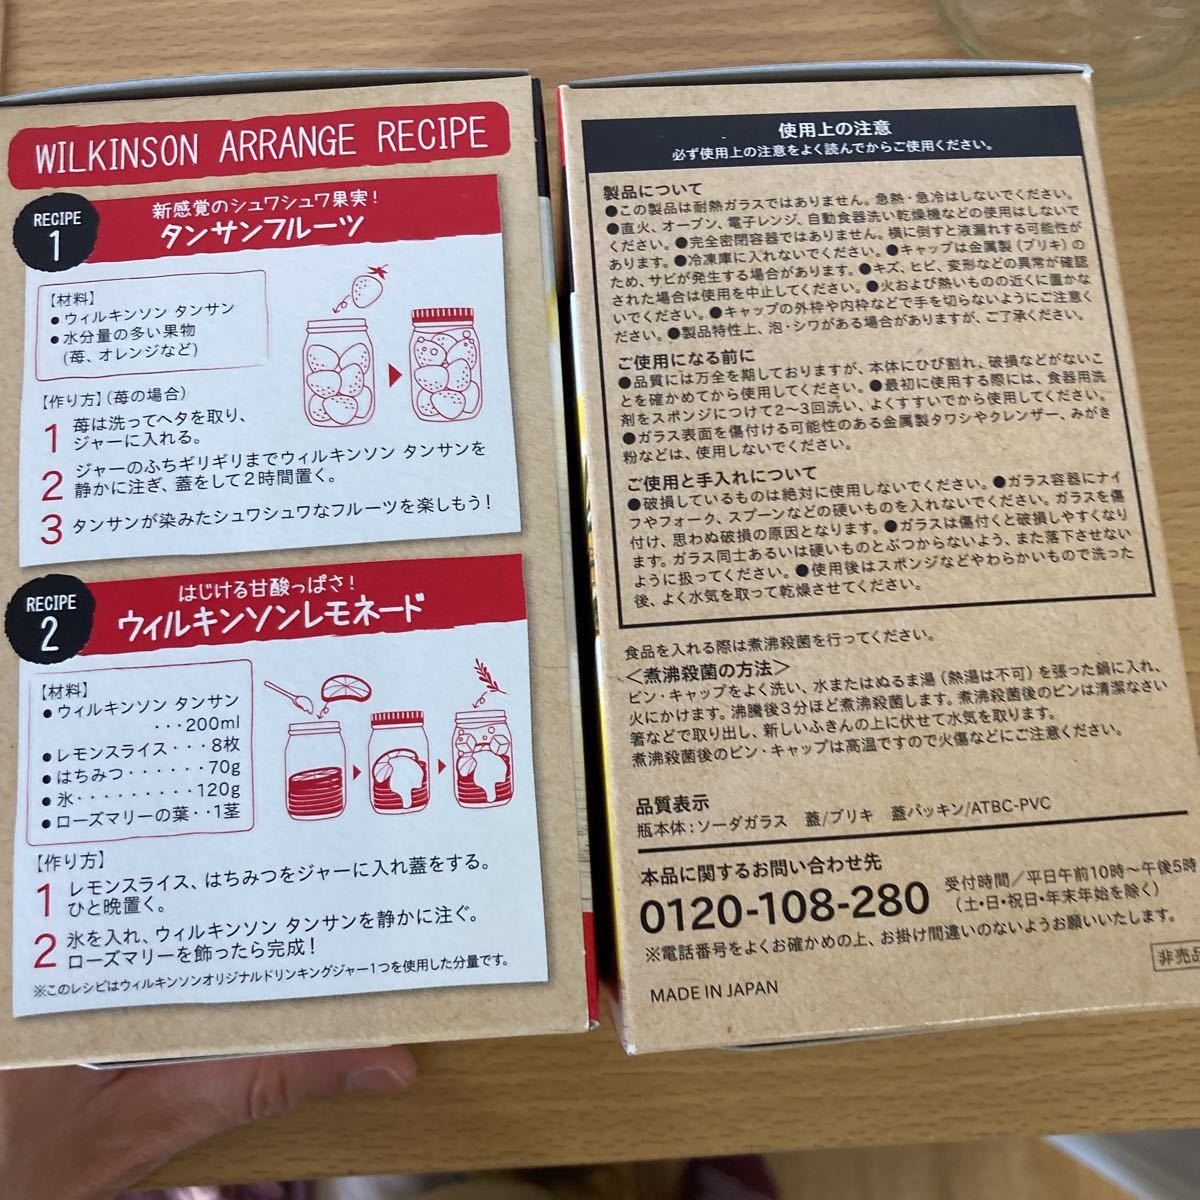 WILKINSON ARRANGE RECIPE
RECIPE
1
新感覚のシュワシュワ果実!
タンサンフルーツ
【材料】
●ウィルキンソン タンサン
●水分量の多い果物
(苺、オレンジなど)
【作り方】(苺の場合)
1 苺は洗ってヘタを取り、
ジャーに入れる。
2 ジャーのふちギリギリまでウィルキンソン タンサンを
静かに注ぎ、蓋をして2時間置く。
3 タンサンが染みたシュワシュワなフルーツを楽しもう!
RECIPE
2
はじける甘酸っぱさ!
ウィルキンソンレモネード
【材料】
●ウィルキンソン タンサン
・・・200ml
●レモンスライス・・・8枚
●はちみつ・・・・・・70g
●氷・・・・・・・・・120g
●ローズマリーの葉・・1茎
【作り方】
1 レモンスライス、はちみつをジャーに入れ蓋をする。
ひと晩置く。
2 氷を入れ、ウィルキンソン タンサンを静かに注ぐ。
ローズマリーを飾ったら完成!
※このレシピはウィルキンソンオリジナルドリンキングジャー1つを使用した分量です。
使用上の注意
必ず使用上の注意をよく読んでからご使用ください。
製品について
●この製品は耐熱ガラスではありません。急熱・急冷はしないでください。
●直火、オーブン、電子レンジ、自動食器洗い乾燥機などの使用はしないで
ください。●完全密閉容器ではありません。横に倒すと液漏れする可能性が
あります。●冷凍庫に入れないでください。●キャップは金属製(ブリキ)の
ため、サビが発生する場合があります。●キズ、ヒビ、変形などの異常が確認
された場合は使用を中止してください。●火および熱いものの近くに置かな
いでください。●キャップの外枠や内枠などで手を切らないようにご注意く
ださい。●製品特性上、泡・シワがある場合がありますが、ご了承ください。
ご使用になる前に
●品質には万全を期しておりますが、本体にひび割れ、破損などがないこ
とを確かめてから使用してください。●最初に使用する際には、食器用洗
剤をスポンジにつけて2〜3回洗い、よくすすいでから使用してください。
●ガラス表面を傷付ける可能性のある金属製タワシやクレンザー、みがき
粉などは、使用しないでください。
ご使用と手入れについて
●破損しているものは絶対に使用しないでください。●ガラス容器にナイ
フやフォーク、スプーンなどの硬いものを入れないでください。ガラスを傷
付け、思わぬ破損の原因となります。●ガラスは傷付くと破損しやすくなり
ます。ガラス同士あるいは硬いものとぶつからないよう、また落下させない
ように扱ってください。●使用後はスポンジなどやわらかいもので洗った
後、よく水気を取って乾燥させてください。
食品を入れる際は煮沸殺菌を行ってください。
<煮沸殺菌の方法>
ビン・キャップをよく洗い、水またはぬるま湯(熱湯は不可)を張った鍋に入れ、
火にかけます。沸騰後3分ほど煮沸殺菌します。煮沸殺菌後のビンは清潔なさい
箸などで取り出し、新しいふきんの上に伏せて水気を取ります。
煮沸殺菌後のビン・キャップは高温ですので火傷などにご注意ください。
品質表示
瓶本体:ソーダガラス 蓋/ブリキ 蓋パッキン/ATBC-PVC
本品に関するお問い合わせ先
0120-108-280 受付時間/平日午前10時〜午後5時
(土・日・祝日・年末年始を除く)
※電話番号をよくお確かめの上、お掛け間違いのないようお願いいたします。
非売品
MADE IN JAPAN